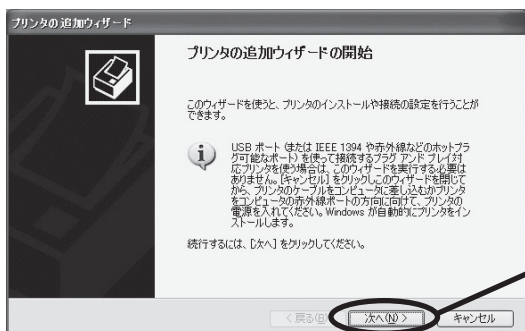 プリンタの追加ウィザード
プリンタの追加ウィザードの開始
このウィザードを使うと、プリンタのインストールや接続の設定を行うことが
できます。
USB ポート (または IEEE 1394 や赤外線などのホットプラ
グ可能なポート) を使って接続するプラグ アンド プレイ対
応プリンタを使う場合は、このウィザードを実行する必要は
ありません。[キャンセル] をクリックしこのウィザードを閉じて
から、プリンタのケーブルをコンピュータに差し込むかプリンタ
をコンピュータの赤外線ポートの方向に向けて、プリンタの
電源を入れてください。Windows が自動的にプリンタをイン
ストールします。
続行するには、[次へ] をクリックしてください。
< 戻る(B) 次へ(N) > キャンセル